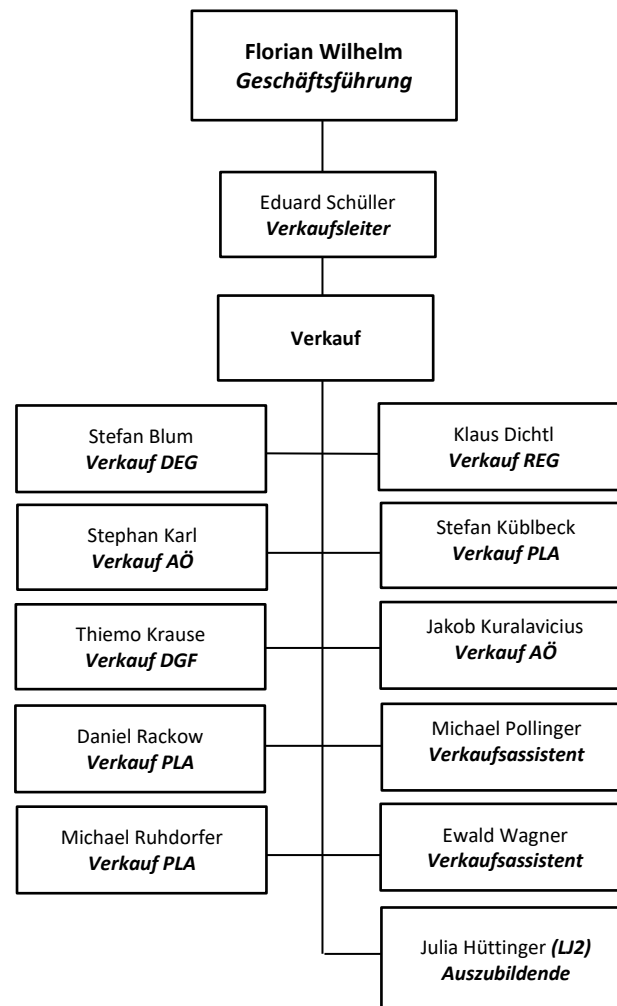 Florian Wilhelm
Geschäftsführung
Eduard Schüller
Verkaufsleiter
Verkauf
Stefan Blum
Verkauf DEG
Klaus Dichtl
Verkauf REG
Stephan Karl
Verkauf AÖ
Stefan Küblbeck
Verkauf PLA
Thiemo Krause
Verkauf DGF
Jakob Kuralavicius
Verkauf AÖ
Daniel Rackow
Verkauf PLA
Michael Pollinger
Verkaufsassistent
Michael Ruhdorfer
Verkauf PLA
Ewald Wagner
Verkaufsassistent
Julia Hüttinger (LJ2)
Auszubildende